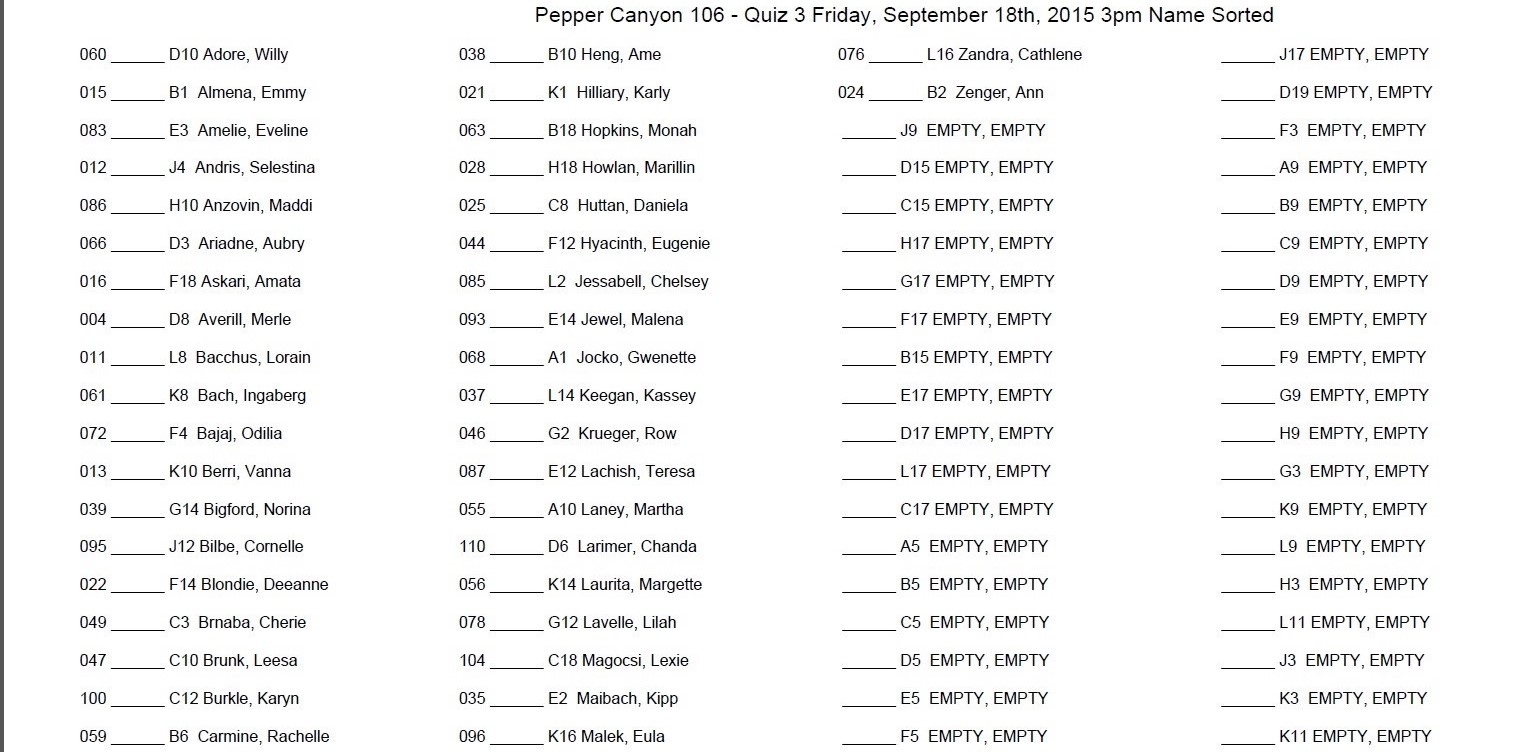 Pepper Canyon 106 - Quiz 3 Friday, September 18th, 2015 3pm Name Sorted
060 ______ D10 Adore, Willy 038 ______ B10 Heng, Ame 076 ______ L16 Zandra, Cathlene ______ J17 EMPTY, EMPTY
015 ______ B1 Almena, Emmy 021 ______ K1 Hilliary, Karly 024 ______ B2 Zenger, Ann ______ D19 EMPTY, EMPTY
083 ______ E3 Amelie, Eveline 063 ______ B18 Hopkins, Monah ______ J9 EMPTY, EMPTY ______ F3 EMPTY, EMPTY
012 ______ J4 Andris, Selestina 028 ______ H18 Howlan, Marillin ______ D15 EMPTY, EMPTY ______ A9 EMPTY, EMPTY
086 ______ H10 Anzovin, Maddi 025 ______ C8 Huttan, Daniela ______ C15 EMPTY, EMPTY ______ B9 EMPTY, EMPTY
066 ______ D3 Ariadne, Aubry 044 ______ F12 Hyacinth, Eugenie ______ H17 EMPTY, EMPTY ______ C9 EMPTY, EMPTY
016 ______ F18 Askari, Amata 085 ______ L2 Jessabell, Chelsey ______ G17 EMPTY, EMPTY ______ D9 EMPTY, EMPTY
004 ______ D8 Averill, Merle 093 ______ E14 Jewel, Malena ______ F17 EMPTY, EMPTY ______ E9 EMPTY, EMPTY
011 ______ L8 Bacchus, Lorain 068 ______ A1 Jocko, Gwenette ______ B15 EMPTY, EMPTY ______ F9 EMPTY, EMPTY
061 ______ K8 Bach, Ingaberg 037 ______ L14 Keegan, Kassey ______ E17 EMPTY, EMPTY ______ G9 EMPTY, EMPTY
072 ______ F4 Bajaj, Odilia 046 ______ G2 Krueger, Row ______ D17 EMPTY, EMPTY ______ H9 EMPTY, EMPTY
013 ______ K10 Berri, Vanna 087 ______ E12 Lachish, Teresa ______ L17 EMPTY, EMPTY ______ G3 EMPTY, EMPTY
039 ______ G14 Bigford, Norina 055 ______ A10 Laney, Martha ______ C17 EMPTY, EMPTY ______ K9 EMPTY, EMPTY
095 ______ J12 Bilbe, Cornelle 110 ______ D6 Larimer, Chanda ______ A5 EMPTY, EMPTY ______ L9 EMPTY, EMPTY
022 ______ F14 Blondie, Deeanne 056 ______ K14 Laurita, Margette ______ B5 EMPTY, EMPTY ______ H3 EMPTY, EMPTY
049 ______ C3 Brnaba, Cherie 078 ______ G12 Lavelle, Lilah ______ C5 EMPTY, EMPTY ______ L11 EMPTY, EMPTY
047 ______ C10 Brunk, Leesa 104 ______ C18 Magocsi, Lexie ______ D5 EMPTY, EMPTY ______ J3 EMPTY, EMPTY
100 ______ C12 Burkle, Karyn 035 ______ E2 Maibach, Kipp ______ E5 EMPTY, EMPTY ______ K3 EMPTY, EMPTY
059 ______ B6 Carmine, Rachelle 096 ______ K16 Malek, Eula ______ F5 EMPTY, EMPTY ______ K11 EMPTY, EMPTY